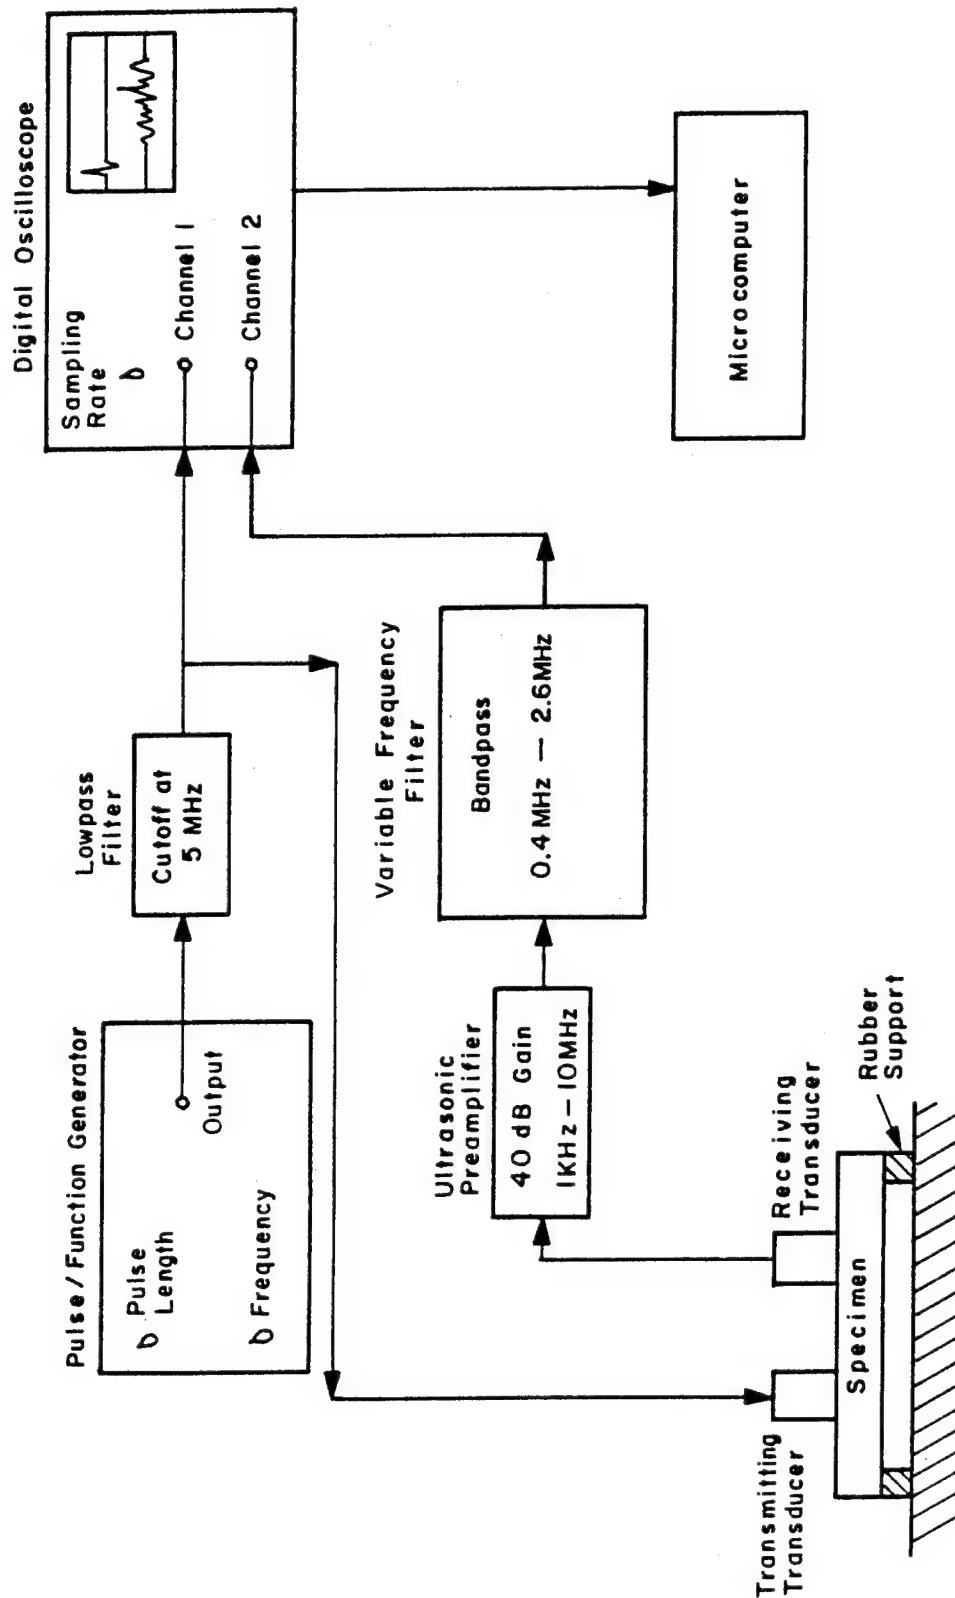 Pulse / Function Generator
Pulse
Length
Frequency
Output
Lowpass
Filter
Cutoff at
5 MHz
Digital Oscilloscope
Sampling
Rate
Channel 1
Channel 2
Transmitting
Transducer
Specimen
Receiving
Transducer
Rubber
Support
Ultrasonic
Preamplifier
40 dB Gain
1KHz – 10MHz
Variable Frequency
Filter
Bandpass
0.4 MHz — 2.6MHz
Microcomputer